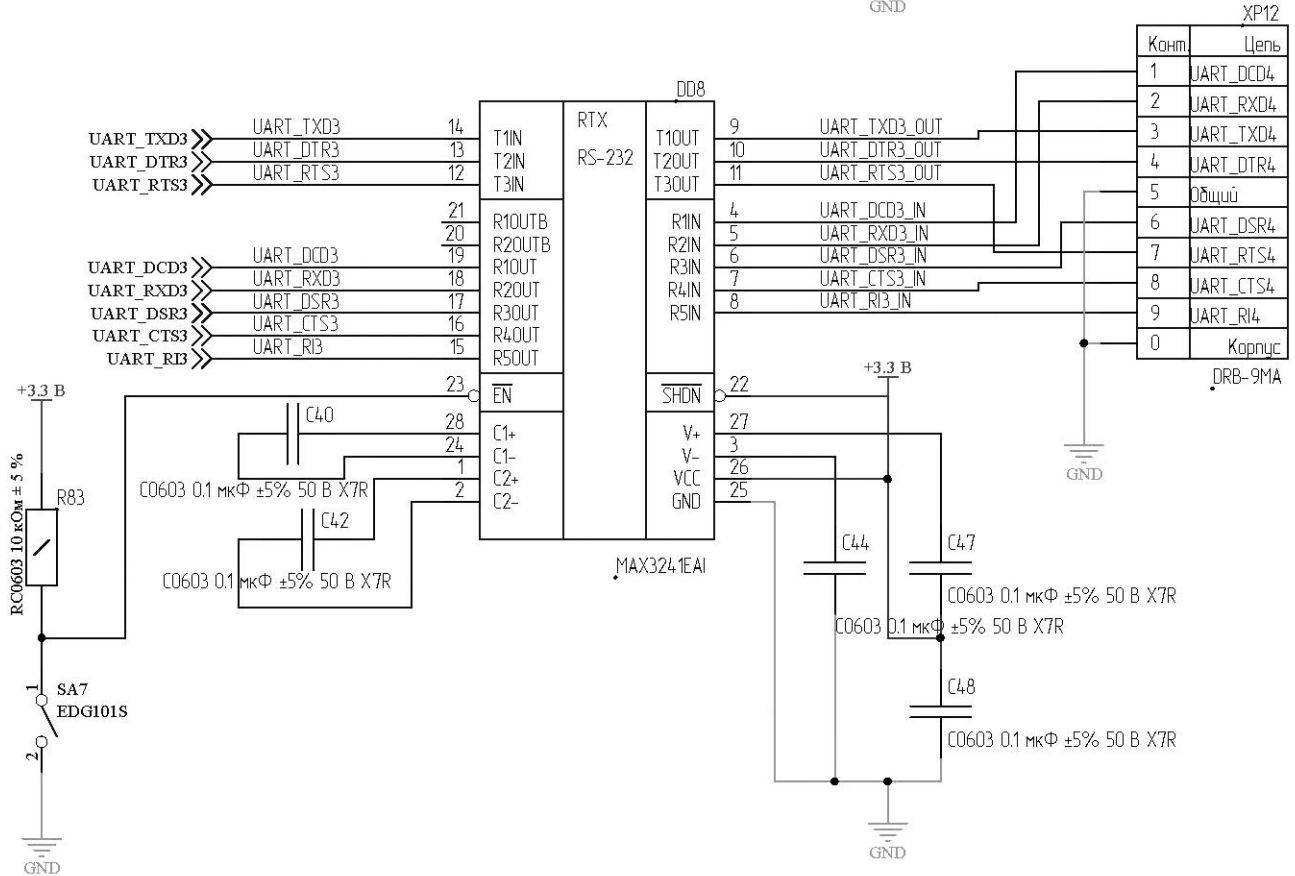 GND
XP12
Конт. Цепь
1 UART_DCD4
2 UART_RXD4
3 UART_TXD4
4 UART_DTR4
5 Общий
6 UART_DSR4
7 UART_RTS4
8 UART_CTS4
9 UART_RI4
0 Корпус
DRB-9MA
GND
DD8
RTX
RS-232
UART_TXD3 UART_TXD3 14 T1IN T1OUT 9 UART_TXD3_OUT
UART_DTR3 UART_DTR3 13 T2IN T2OUT 10 UART_DTR3_OUT
UART_RTS3 UART_RTS3 12 T3IN T3OUT 11 UART_RTS3_OUT
21 R1OUTB R1IN 4 UART_DCD3_IN
20 R2OUTB R2IN 5 UART_RXD3_IN
UART_DCD3 UART_DCD3 19 R1OUT R3IN 6 UART_DSR3_IN
UART_RXD3 UART_RXD3 18 R2OUT R4IN 7 UART_CTS3_IN
UART_DSR3 UART_DSR3 17 R3OUT R5IN 8 UART_RI3_IN
UART_CTS3 UART_CTS3 16 R4OUT
UART_RI3 UART_RI3 15 R5OUT
+3.3 В
23 EN SHDN 22
28 C1+ V+ 27
24 C1- V- 3
1 C2+ VCC 26
2 C2- GND 25
MAX3241EAI
C40
C0603 0.1 мкФ ±5% 50 В X7R
C42
C0603 0.1 мкФ ±5% 50 В X7R
+3.3 В
R83
RC0603 10 кОм ± 5 %
1
SA7
EDG101S
2
GND
C44
C0603 0.1 мкФ ±5% 50 В X7R
C47
C0603 0.1 мкФ ±5% 50 В X7R
C48
C0603 0.1 мкФ ±5% 50 В X7R
GND